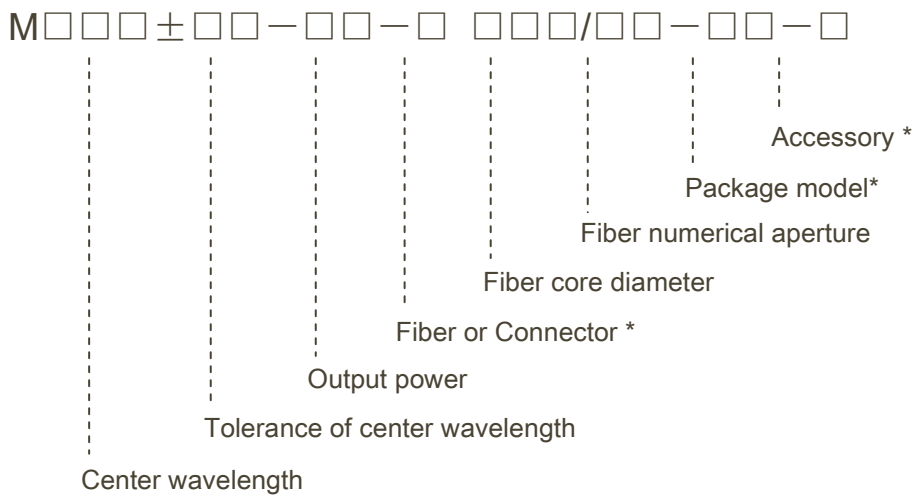 M□□□±□□－□□－□ □□□/□□－□□－□
Accessory *
Package model*
Fiber numerical aperture
Fiber core diameter
Fiber or Connector *
Output power
Tolerance of center wavelength
Center wavelength